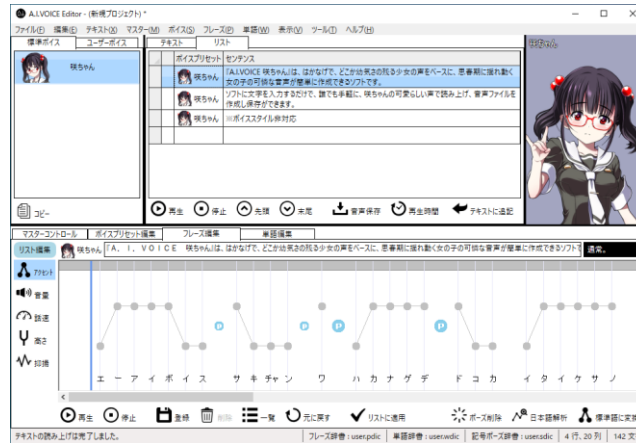 A.I.VOICE Editor - (新規プロジェクト) *
ファイル(F) 編集(E) テキスト(X) マスター(M) ボイス(S) フレーズ(P) 単語(W) 表示(V) ツール(T) ヘルプ(H)
標準ボイス ユーザーボイス
咲ちゃん
コピー
テキスト リスト
ボイスプリセット センテンス
咲ちゃん 「A.I.VOICE 咲ちゃん」は、はかなげで、どこか幼気さの残る少女の声をベースに、思春期に揺れ動く
女の子の可憐な音声が簡単に作成できるソフトです。
咲ちゃん ソフトに文字を入力するだけで、誰でも手軽に、咲ちゃんの可愛らしい声で読み上げ、音声ファイルを
作成し保存ができます。
咲ちゃん ※ボイススタイル非対応
再生 停止 先頭 末尾 音声保存 再生時間 テキストに追記
咲ちゃん
マスターコントロール ボイスプリセット編集 フレーズ編集 単語編集
リスト編集 咲ちゃん 「A．I．VOICE 咲ちゃん」は、はかなげで、どこか幼気さの残る少女の声をベースに、思春期に揺れ動く女の子の可憐な音声が簡単に作成できるソフトで 通常。
アクセント
音量
話速
高さ
抑揚
P P P P
エ ー ア イ ボ イ ス サ キ チャ ン ワ ハ カ ナ ゲ デ ド コ カ イ タ イ ケ サ ノ
再生 停止 登録 削除 一覧 元に戻す リストに適用 ポーズ削除 日本語解析 標準語に変換
テキストの読み上げは完了しました。 フレーズ辞書 : user.pdic 単語辞書 : user.wdic 記号ポーズ辞書 : user.sdic 4 行, 20 列 142 文